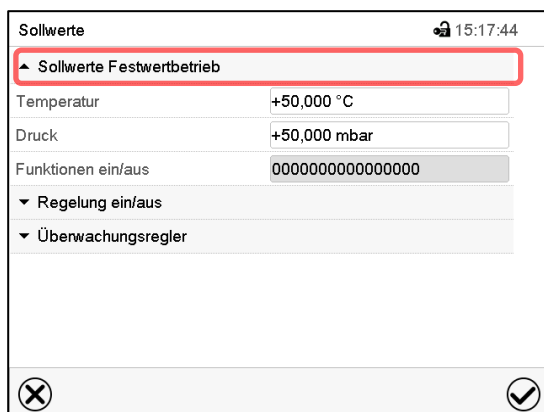 Sollwerte 15:17:44
Sollwerte Festwertbetrieb
Temperatur +50,000 °C
Druck +50,000 mbar
Funktionen ein/aus 0000000000000000
Regelung ein/aus
Überwachungsregler